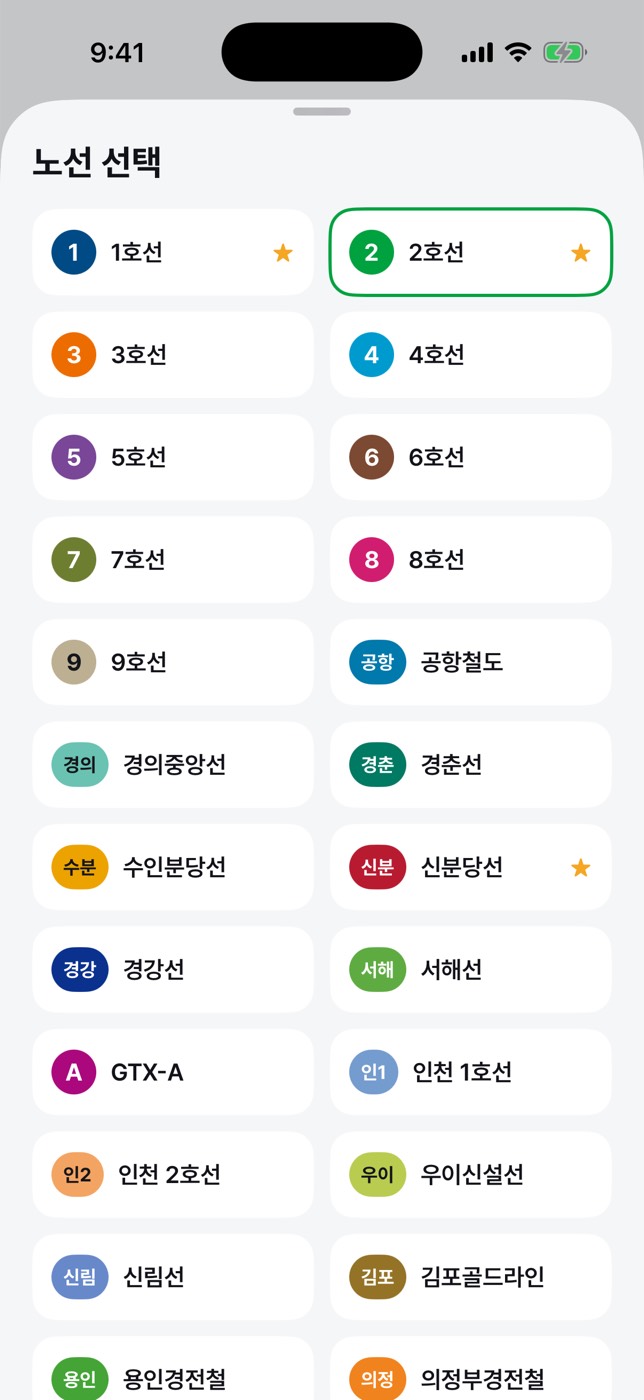 9:41
노선 선택
1 1호선
2 2호선
3 3호선
4 4호선
5 5호선
6 6호선
7 7호선
8 8호선
9 9호선
공항 공항철도
경의 경의중앙선
경춘 경춘선
수분 수인분당선
신분 신분당선
경강 경강선
서해 서해선
A GTX-A
인1 인천 1호선
인2 인천 2호선
우이 우이신설선
신림 신림선
김포 김포골드라인
용인 용인경전철
의정 의정부경전철